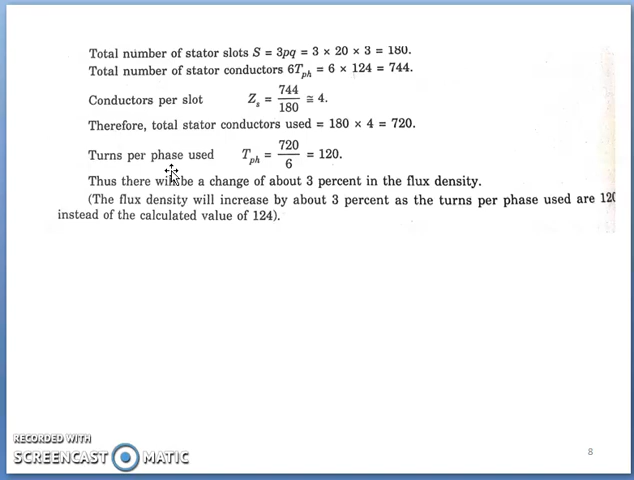 Total number of stator slots S = 3pq = 3 × 20 × 3 = 180.
Total number of stator conductors 6Tph = 6 × 124 = 744.
Conductors per slot Zs = 744/180 ≅ 4.
Therefore, total stator conductors used = 180 × 4 = 720.
Turns per phase used Tph = 720/6 = 120.
Thus there will be a change of about 3 percent in the flux density.
(The flux density will increase by about 3 percent as the turns per phase used are 120
instead of the calculated value of 124).
RECORDED WITH
SCREENCAST MATIC
8